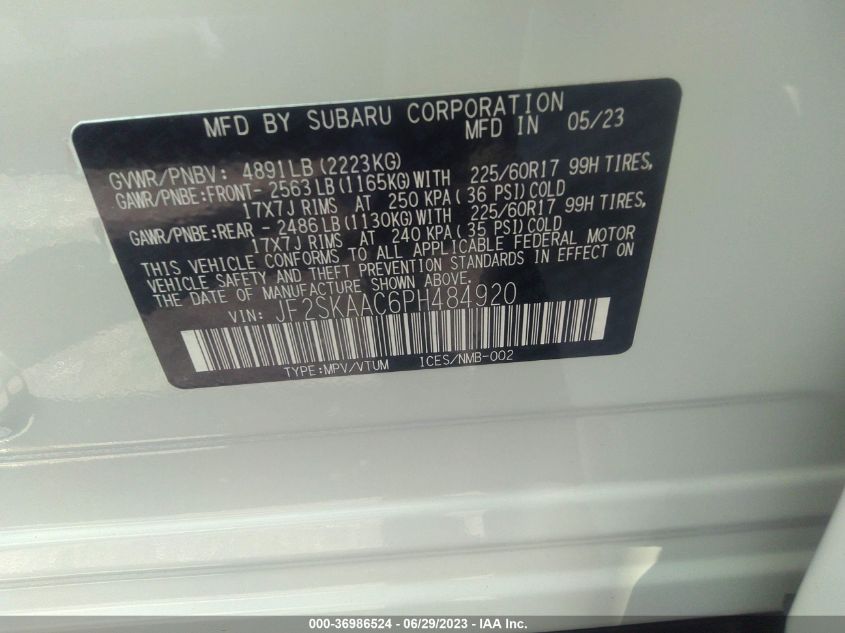 MFD BY SUBARU CORPORATION
MFD IN 05/23
GVWR/PNBV: 4891LB(2223KG)
GAWR/PNBE:FRONT- 2563LB(1165KG)WITH 225/60R17 99H TIRES,
17X7J RIMS AT 250 KPA(36 PSI)COLD
GAWR/PNBE:REAR - 2486LB(1130KG)WITH 225/60R17 99H TIRES,
17X7J RIMS AT 240 KPA(35 PSI)COLD
THIS VEHICLE CONFORMS TO ALL APPLICABLE FEDERAL MOTOR
VEHICLE SAFETY AND THEFT PREVENTION STANDARDS IN EFFECT ON
THE DATE OF MANUFACTURE SHOWN ABOVE.
VIN: JF2SKAAC6PH484920
TYPE:MPV/VTUM ICES/NMB-002
000-36986524 - 06/29/2023 - IAA Inc.